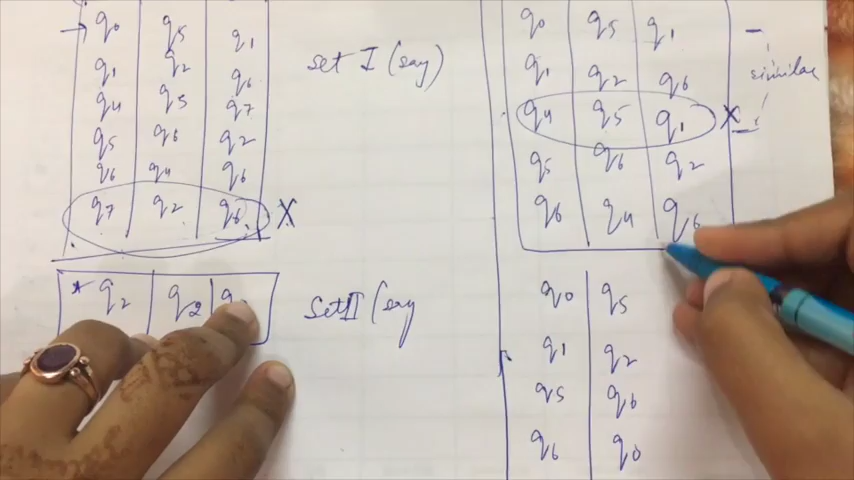 → q0 q5 q1
q1 q2 q6
q4 q5 q7
q5 q6 q2
q6 q4 q6
q7 q2 q6 X
* q2 q2
set I (say)
Set II (say
q0 q5 q1
q1 q2 q6
q4 q5 q1 X
q5 q6 q2
q6 q4 q6
similar
q0 q5
q1 q2
q5 q6
q6 q0